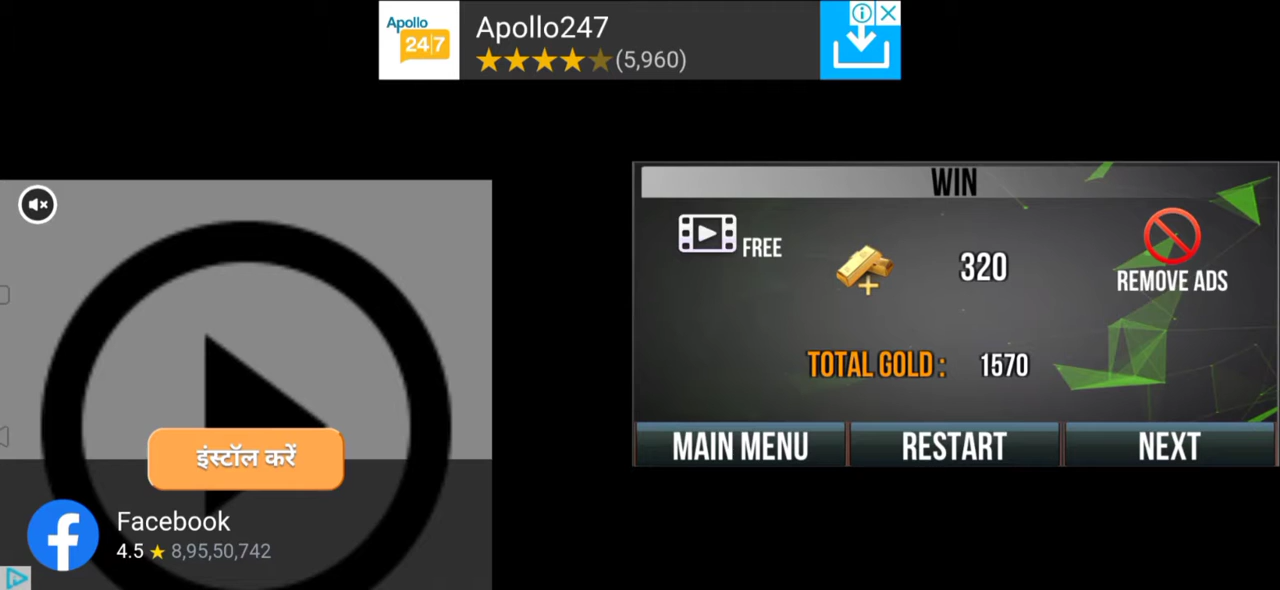 Apollo
24|7
Apollo247
(5,960)
WIN
FREE
320
REMOVE ADS
TOTAL GOLD : 1570
MAIN MENU
RESTART
NEXT
इंस्टॉल करें
Facebook
4.5 ★ 8,95,50,742